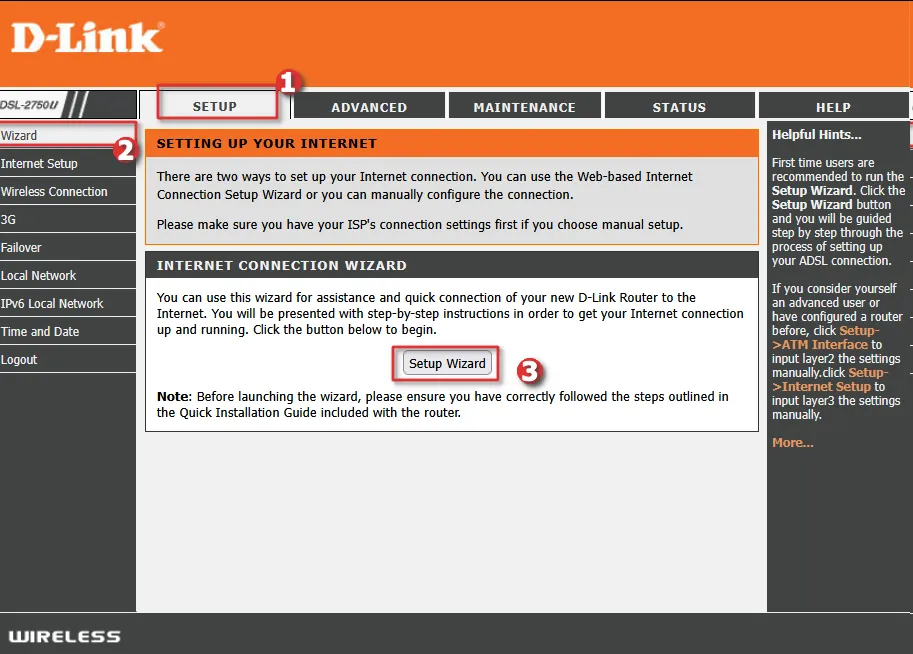 D-Link
DSL-2750U
SETUP
1
ADVANCED
MAINTENANCE
STATUS
HELP
Wizard
2
Internet Setup
Wireless Connection
3G
Failover
Local Network
IPv6 Local Network
Time and Date
Logout
SETTING UP YOUR INTERNET
There are two ways to set up your Internet connection. You can use the Web-based Internet
Connection Setup Wizard or you can manually configure the connection.
Please make sure you have your ISP's connection settings first if you choose manual setup.
INTERNET CONNECTION WIZARD
You can use this wizard for assistance and quick connection of your new D-Link Router to the
Internet. You will be presented with step-by-step instructions in order to get your Internet connection
up and running. Click the button below to begin.
Setup Wizard
3
Note: Before launching the wizard, please ensure you have correctly followed the steps outlined in
the Quick Installation Guide included with the router.
Helpful Hints...
First time users are
recommended to run the
Setup Wizard. Click the
Setup Wizard button
and you will be guided
step by step through the
process of setting up
your ADSL connection.
If you consider yourself
an advanced user or
have configured a router
before, click Setup-
>ATM Interface to
input layer2 the settings
manually.click Setup-
>Internet Setup to
input layer3 the settings
manually.
More...
WIRELESS